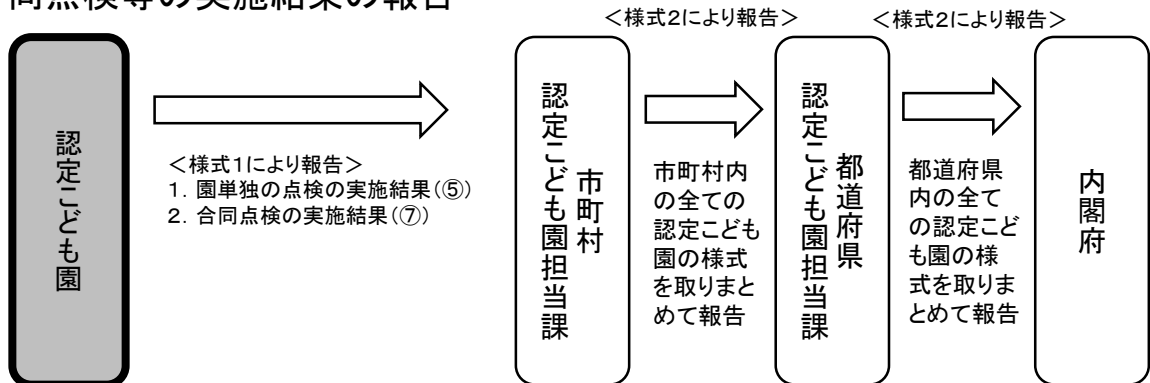 同点検等の実施結果の報告
<様式2により報告>
<様式2により報告>
認定こども園
<様式1により報告>
1．園単独の点検の実施結果（⑤）
2．合同点検の実施結果（⑦）
市町村
認定こども園担当課
市町村内
の全ての
認定こども
園の様式
を取りまと
めて報告
都道府県
認定こども園担当課
都道府県
内の全て
の認定こど
も園の様
式を取りま
とめて報告
内閣府